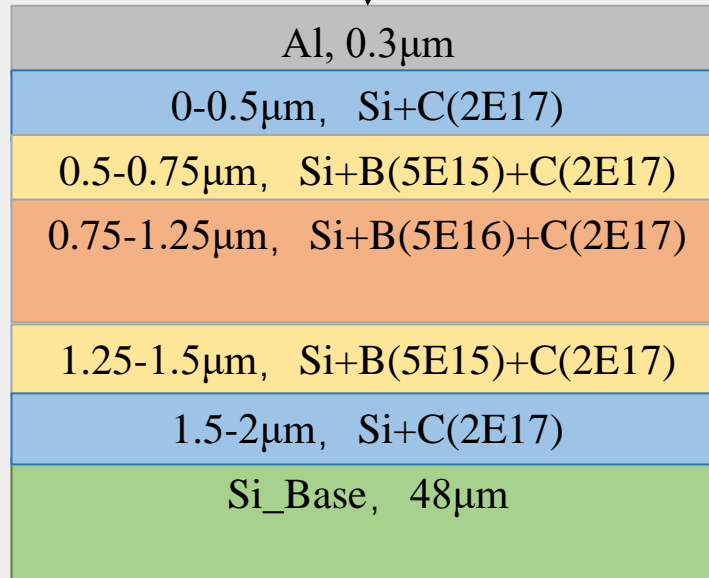 Al, 0.3μm
0-0.5μm, Si+C(2E17)
0.5-0.75μm, Si+B(5E15)+C(2E17)
0.75-1.25μm, Si+B(5E16)+C(2E17)
1.25-1.5μm, Si+B(5E15)+C(2E17)
1.5-2μm, Si+C(2E17)
Si_Base, 48μm